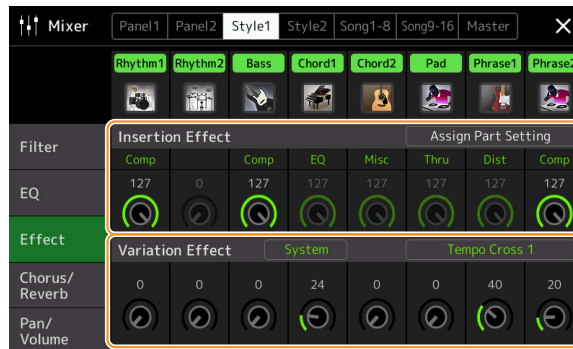 Mixer
Panel1 Panel2 Style1 Style2 Song1-8 Song9-16 Master
Rhythm1 Rhythm2 Bass Chord1 Chord2 Pad Phrase1 Phrase2
Filter
EQ
Effect
Chorus/
Reverb
Pan/
Volume
Insertion Effect Assign Part Setting
Comp Comp EQ Misc Thru Dist Comp
127 0 127 127 127 127 127 127
Variation Effect System Tempo Cross 1
0 0 0 24 0 0 40 20